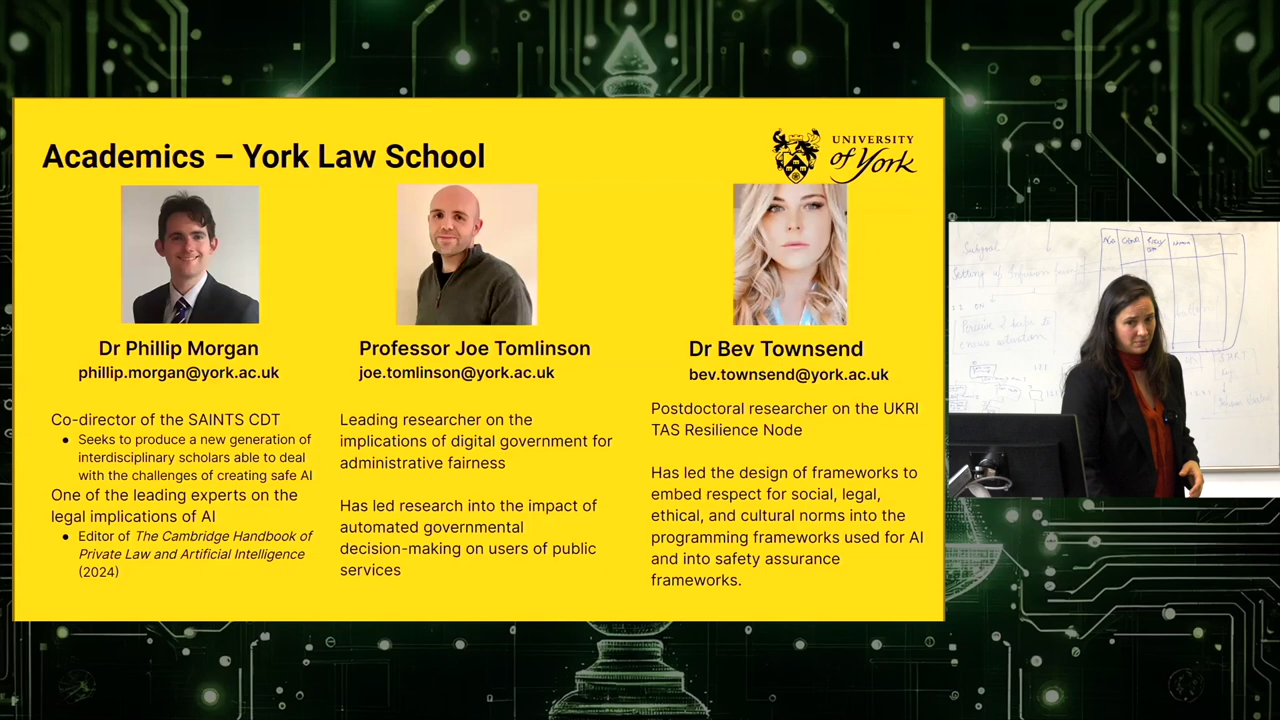 Academics – York Law School
UNIVERSITY
of York
Dr Phillip Morgan
phillip.morgan@york.ac.uk
Co-director of the SAINTS CDT
● Seeks to produce a new generation of
interdisciplinary scholars able to deal
with the challenges of creating safe AI
One of the leading experts on the
legal implications of AI
● Editor of The Cambridge Handbook of
Private Law and Artificial Intelligence
(2024)
Professor Joe Tomlinson
joe.tomlinson@york.ac.uk
Leading researcher on the
implications of digital government for
administrative fairness
Has led research into the impact of
automated governmental
decision-making on users of public
services
Dr Bev Townsend
bev.townsend@york.ac.uk
Postdoctoral researcher on the UKRI
TAS Resilience Node
Has led the design of frameworks to
embed respect for social, legal,
ethical, and cultural norms into the
programming frameworks used for AI
and into safety assurance
frameworks.
Subgoal
Setting of Infusion